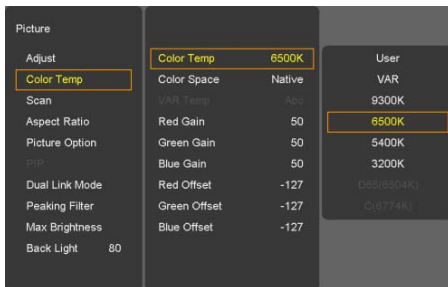 Picture
Adjust
Color Temp
Scan
Aspect Ratio
Picture Option
PIP
Dual Link Mode
Peaking Filter
Max Brightness
Back Light 80
Color Temp 6500K
Color Space Native
VAR Temp Abo
Red Gain 50
Green Gain 50
Blue Gain 50
Red Offset -127
Green Offset -127
Blue Offset -127
User
VAR
9300K
6500K
5400K
3200K
D65(6504K)
C(6774K)